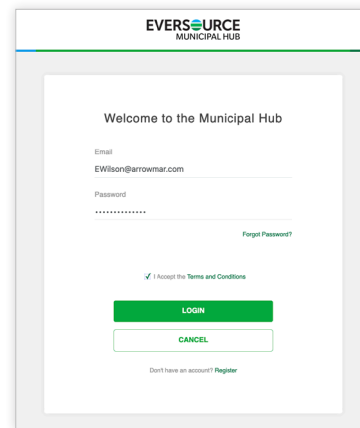 EVERSOURCE
MUNICIPAL HUB
Welcome to the Municipal Hub
Email
EWilson@arrowmar.com
Password
••••••••••••••
Forgot Password?
I Accept the Terms and Conditions
LOGIN
CANCEL
Don't have an account? Register